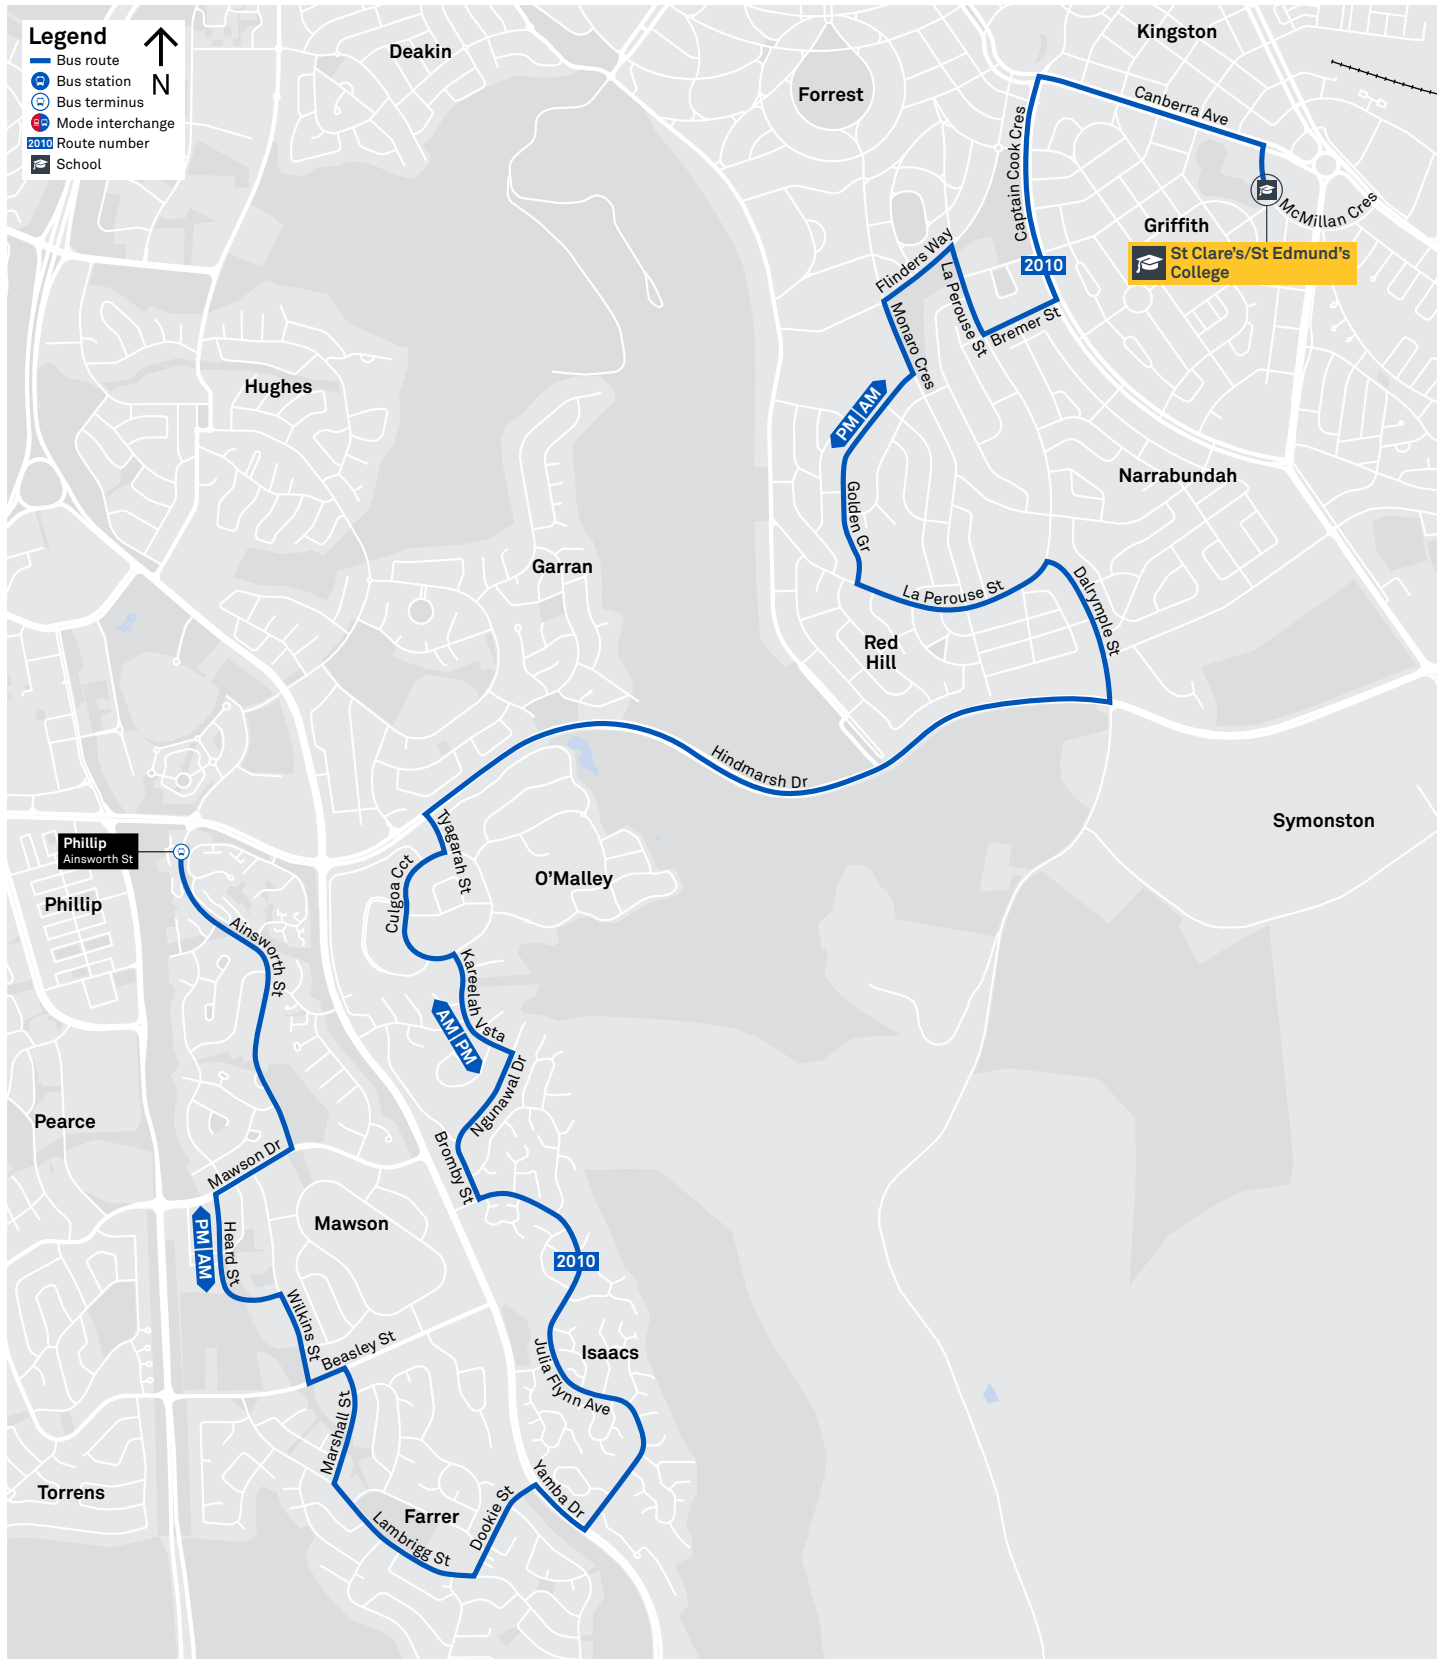 Legend
N
Bus route
Bus station
Bus terminus
Mode interchange
2010 Route number
School
Deakin
Forrest
Kingston
Canberra Ave
Captain Cook Cres
McMillan Cres
Griffith
St Clare's/St Edmund's
College
2010
Flinders Way
La Perouse St
Bremer St
Monaro Cres
PM AM
Hughes
Narrabundah
Golden Gr
Garran
La Perouse St
Dalrymple St
Red
Hill
Hindmarsh Dr
Symonston
Tyagarah St
Phillip
Ainsworth St
Culgoa Cct
O'Malley
Phillip
Ainsworth St
Kareelah Vsta
AM PM
Ngunawal Dr
Pearce
Bromby St
Mawson Dr
Mawson
PM AM
Heard St
2010
Wilkins St
Beasley St
Isaacs
Julia Flynn Ave
Marshall St
Torrens
Yamba Dr
Farrer
Dookie St
Lambrigg St